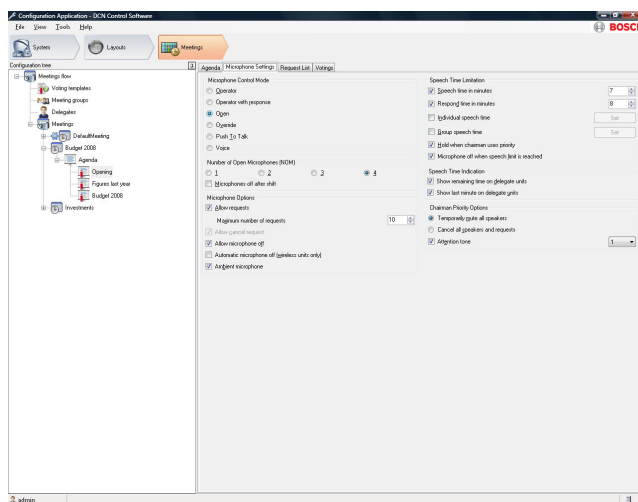 Configuration Application - DCN Control Software
File View Tools Help
BOSCH
System
Layouts
Meetings
Configuration tree
Meetings flow
Voting templates
Meeting groups
Delegates
Meetings
DefaultMeeting
Budget 2008
Agenda
Opening
Figures last year
Budget 2008
Investments
Agenda Microphone Settings Request List Votings
Microphone Control Mode
Operator
Operator with response
Open
Override
Push To Talk
Voice
Number of Open Microphones (NOM)
1 2 3 4
Microphones off after shift
Microphone Options
Allow requests
Maximum number of requests 10
Allow cancel request
Allow microphone off
Automatic microphone off (wireless units only)
Ambient microphone
Speech Time Limitation
Speech time in minutes 7
Respond time in minutes 8
Individual speech time Set
Group speech time Set
Hold when chairman uses priority
Microphone off when speech limit is reached
Speech Time Indication
Show remaining time on delegate units
Show last minute on delegate units
Chairman Priority Options
Temporarily mute all speakers
Cancel all speakers and requests
Attention tone 1
admin